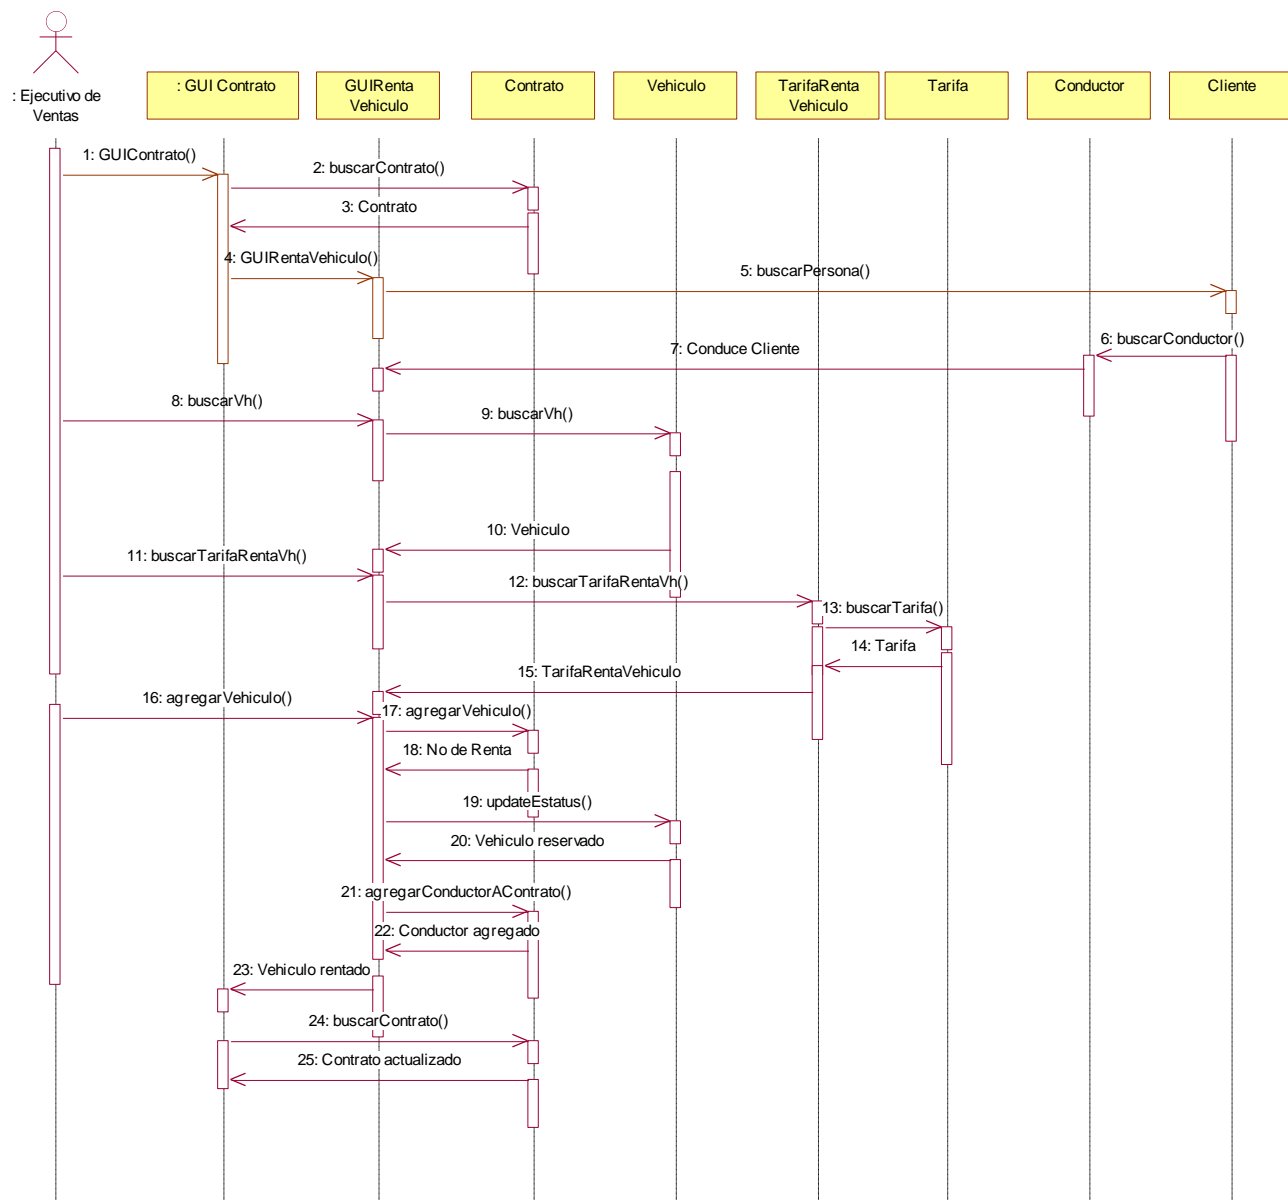 : Ejecutivo de
Ventas
: GUI Contrato
GUIRenta
Vehiculo
Contrato
Vehiculo
TarifaRenta
Vehiculo
Tarifa
Conductor
Cliente
1: GUIContrato()
2: buscarContrato()
3: Contrato
4: GUIRentaVehiculo()
5: buscarPersona()
6: buscarConductor()
7: Conduce Cliente
8: buscarVh()
9: buscarVh()
10: Vehiculo
11: buscarTarifaRentaVh()
12: buscarTarifaRentaVh()
13: buscarTarifa()
14: Tarifa
15: TarifaRentaVehiculo
16: agregarVehiculo()
17: agregarVehiculo()
18: No de Renta
19: updateEstatus()
20: Vehiculo reservado
21: agregarConductorAContrato()
22: Conductor agregado
23: Vehiculo rentado
24: buscarContrato()
25: Contrato actualizado